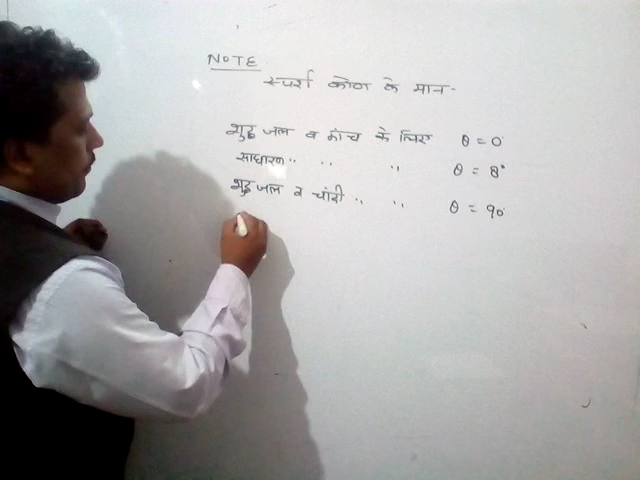 NOTE
स्पर्श कोण के मान -
शुद्ध जल व कांच के लिए θ = 0°
साधारण " " " θ = 8°
शुद्ध जल व चांदी " " θ = 90°